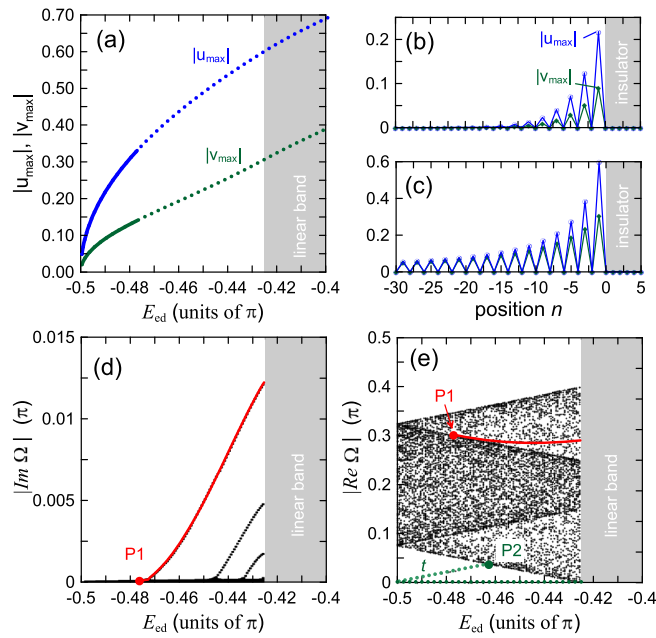 (a)
|u_max|
|v_max|
linear band
|u_max|, |v_max|
0.70
0.60
0.50
0.40
0.30
0.20
0.10
0.00
-0.5 -0.48 -0.46 -0.44 -0.42 -0.4
E_ed (units of π)
(b)
|u_max|
|v_max|
insulator
0.2
0.1
0
(c)
insulator
0.6
0.4
0.2
0
-30 -25 -20 -15 -10 -5 0 5
position n
(d)
P1
linear band
|Im Ω| (π)
0.015
0.01
0.005
0
-0.5 -0.48 -0.46 -0.44 -0.42 -0.4
E_ed (units of π)
(e)
P1
P2
t
linear band
|Re Ω| (π)
0.5
0.4
0.3
0.2
0.1
0
-0.5 -0.48 -0.46 -0.44 -0.42 -0.4
E_ed (units of π)